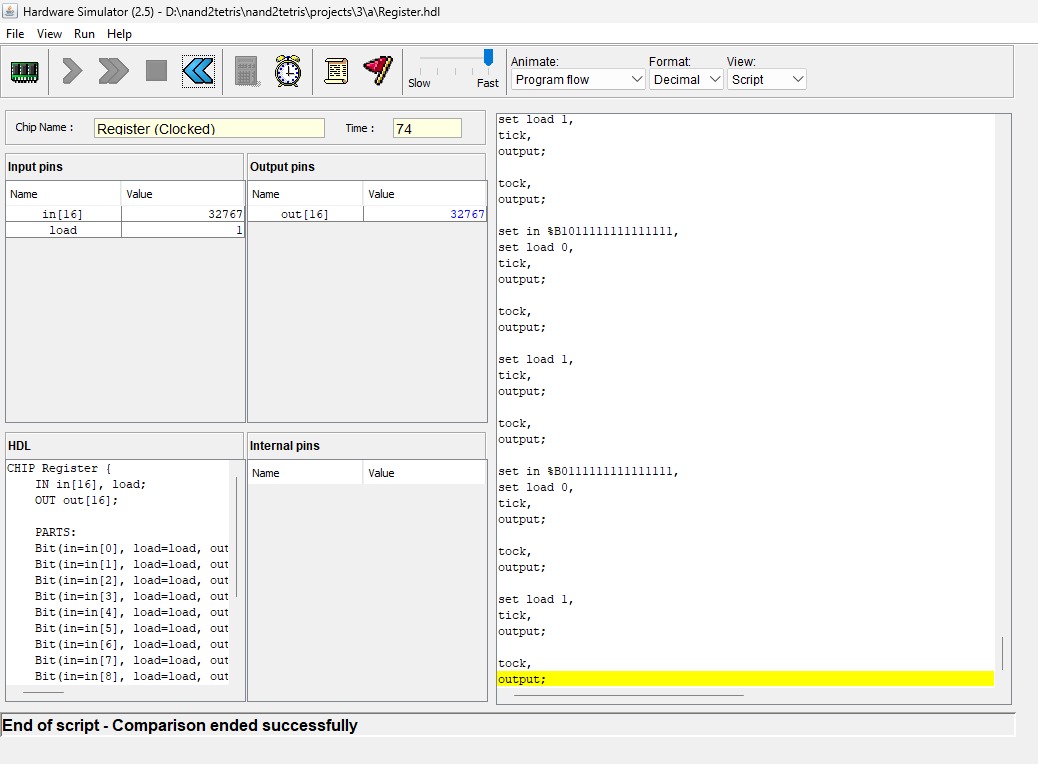 Hardware Simulator (2.5) - D:\nand2tetris\nand2tetris\projects\3\a\Register.hdl
File View Run Help
Slow Fast
Animate: Format: View:
Program flow Decimal Script
Chip Name : Register (Clocked) Time : 74
Input pins
Name Value
in[16] 32767
load 1
Output pins
Name Value
out[16] 32767
HDL
CHIP Register {
    IN in[16], load;
    OUT out[16];

    PARTS:
    Bit(in=in[0], load=load, out
    Bit(in=in[1], load=load, out
    Bit(in=in[2], load=load, out
    Bit(in=in[3], load=load, out
    Bit(in=in[4], load=load, out
    Bit(in=in[5], load=load, out
    Bit(in=in[6], load=load, out
    Bit(in=in[7], load=load, out
    Bit(in=in[8], load=load, out
Internal pins
Name Value
set load 1,
tick,
output;

tock,
output;

set in %B1011111111111111,
set load 0,
tick,
output;

tock,
output;

set load 1,
tick,
output;

tock,
output;

set in %B0111111111111111,
set load 0,
tick,
output;

tock,
output;

set load 1,
tick,
output;

tock,
output;
End of script - Comparison ended successfully